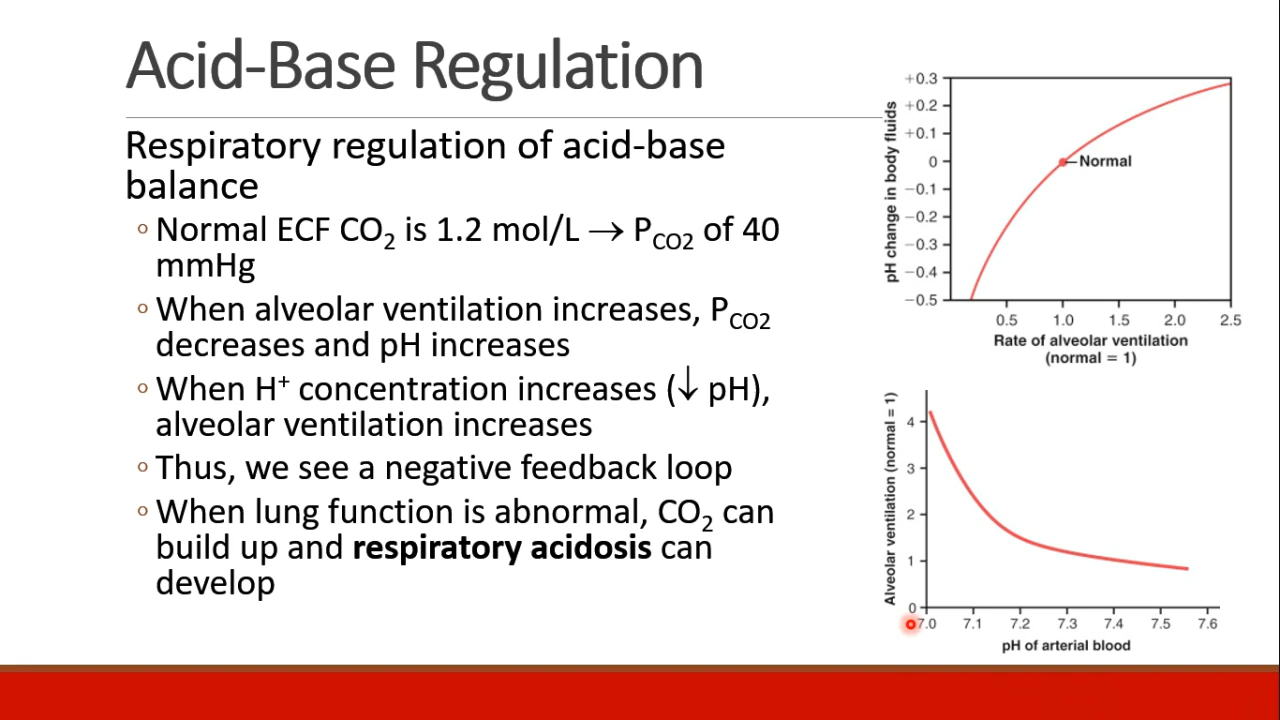 Acid-Base Regulation
Respiratory regulation of acid-base
balance
◦ Normal ECF CO₂ is 1.2 mol/L → P_CO2 of 40
mmHg
◦ When alveolar ventilation increases, P_CO2
decreases and pH increases
◦ When H⁺ concentration increases (↓ pH),
alveolar ventilation increases
◦ Thus, we see a negative feedback loop
◦ When lung function is abnormal, CO₂ can
build up and respiratory acidosis can
develop
pH change in body fluids
+0.3
+0.2
+0.1
0
−0.1
−0.2
−0.3
−0.4
−0.5
Normal
0.5 1.0 1.5 2.0 2.5
Rate of alveolar ventilation
(normal = 1)
Alveolar ventilation (normal = 1)
4
3
2
1
0
7.0 7.1 7.2 7.3 7.4 7.5 7.6
pH of arterial blood